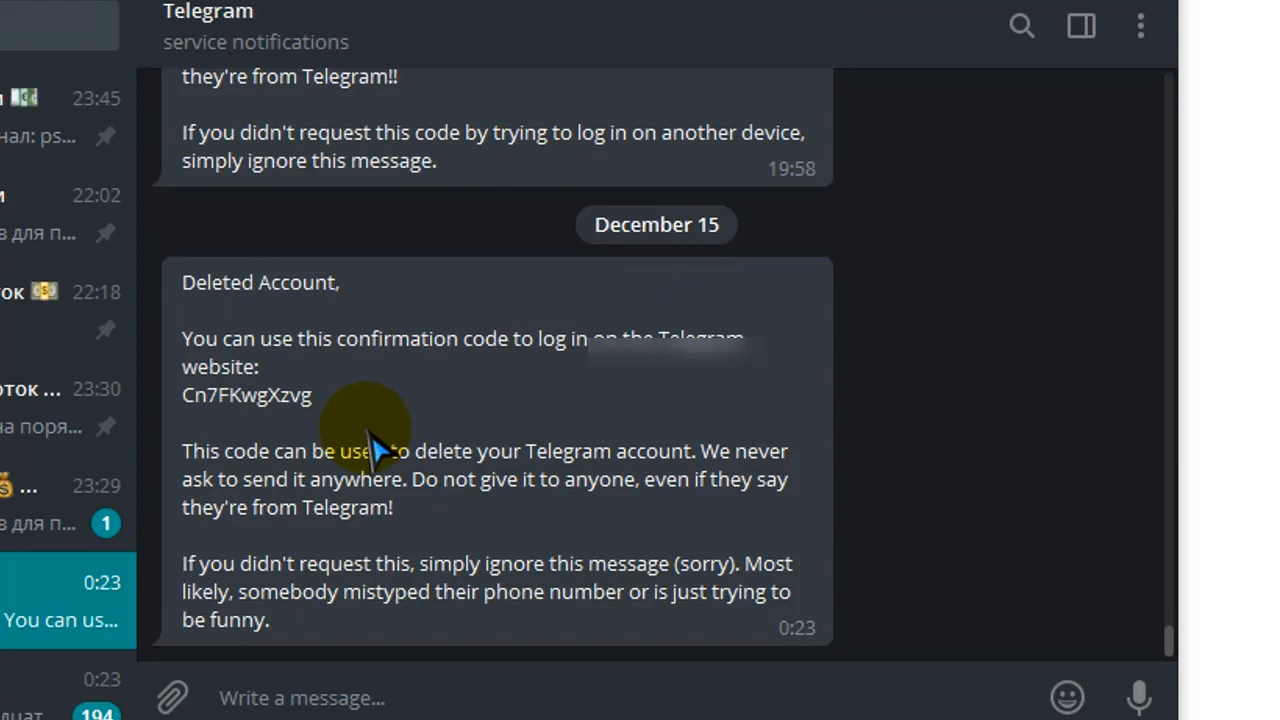 Telegram
service notifications
23:45
нал: ps...
22:02
в для п...
ток
22:18
оток ...
23:30
на поря...
...
23:29
в для п...
1
0:23
You can us...
0:23
194
they're from Telegram!!
If you didn't request this code by trying to log in on another device,
simply ignore this message.
19:58
December 15
Deleted Account,
You can use this confirmation code to log in on the Telegram
website:
Cn7FKwgXzvg
This code can be used to delete your Telegram account. We never
ask to send it anywhere. Do not give it to anyone, even if they say
they're from Telegram!
If you didn't request this, simply ignore this message (sorry). Most
likely, somebody mistyped their phone number or is just trying to
be funny.
0:23
Write a message...